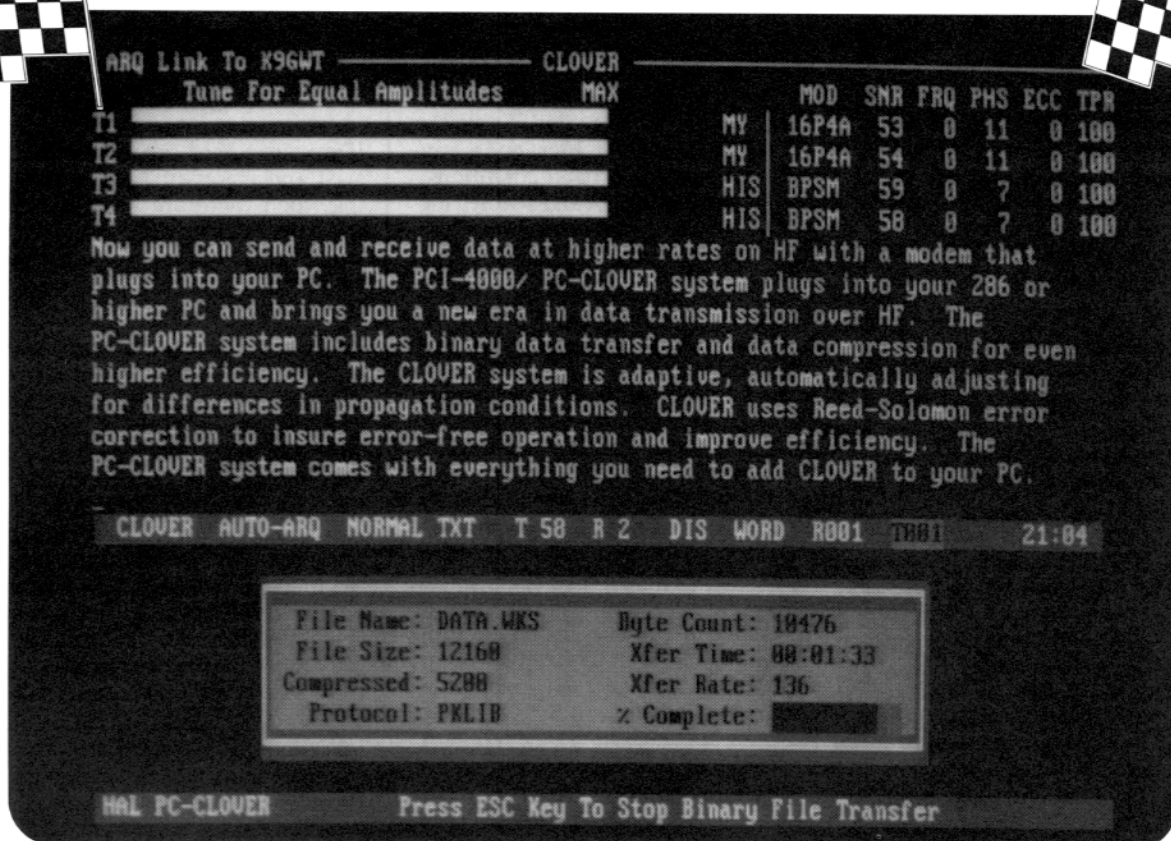 ARQ Link To K9GWT CLOVER
Tune For Equal Amplitudes MAX MOD SNR FRQ PHS ECC TPR
T1 MY 16P4A 53 0 11 0 100
T2 MY 16P4A 54 0 11 0 100
T3 HIS BPSM 59 0 7 0 100
T4 HIS BPSM 58 0 7 0 100
Now you can send and receive data at higher rates on HF with a modem that
plugs into your PC. The PCI-4000/ PC-CLOVER system plugs into your 286 or
higher PC and brings you a new era in data transmission over HF. The
PC-CLOVER system includes binary data transfer and data compression for even
higher efficiency. The CLOVER system is adaptive, automatically adjusting
for differences in propagation conditions. CLOVER uses Reed-Solomon error
correction to insure error-free operation and improve efficiency. The
PC-CLOVER system comes with everything you need to add CLOVER to your PC.
CLOVER AUTO-ARQ NORMAL TXT T 50 R 2 DIS WORD R001 T001 21:04
File Name: DATA.WKS Byte Count: 10476
File Size: 12160 Xfer Time: 00:01:33
Compressed: 5200 Xfer Rate: 136
Protocol: PKLIB % Complete:
HAL PC-CLOVER Press ESC Key To Stop Binary File Transfer